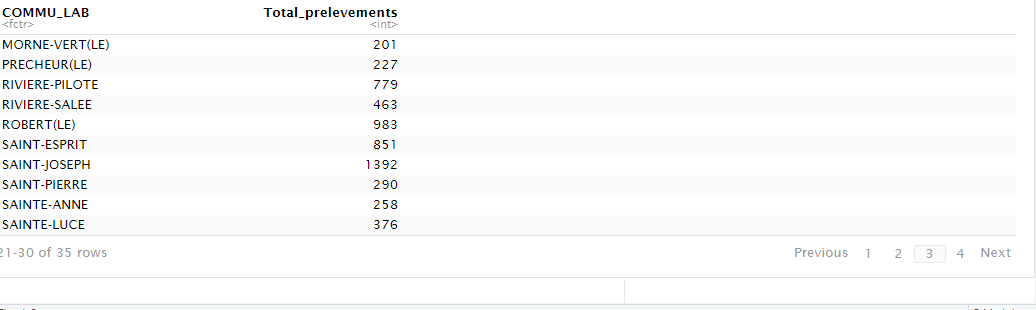 COMMU_LAB Total_prelevements
<fctr> <int>
MORNE-VERT(LE) 201
PRECHEUR(LE) 227
RIVIERE-PILOTE 779
RIVIERE-SALEE 463
ROBERT(LE) 983
SAINT-ESPRIT 851
SAINT-JOSEPH 1392
SAINT-PIERRE 290
SAINTE-ANNE 258
SAINTE-LUCE 376
21-30 of 35 rows Previous 1 2 3 4 Next